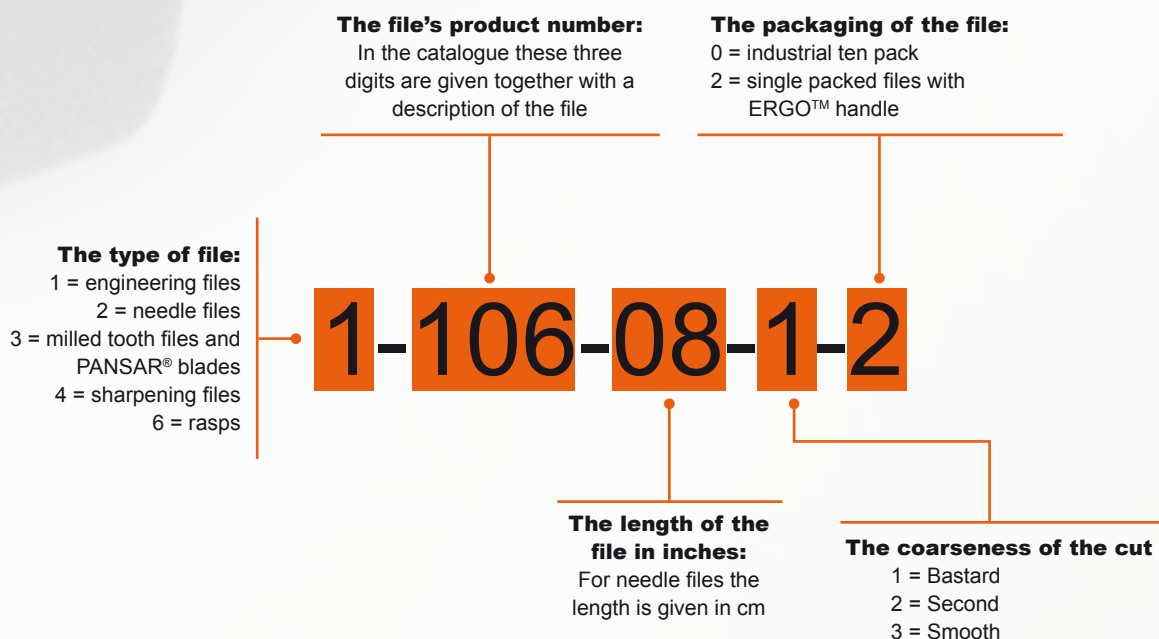 The file's product number:
In the catalogue these three
digits are given together with a
description of the file
The packaging of the file:
0 = industrial ten pack
2 = single packed files with
ERGO™ handle
The type of file:
1 = engineering files
2 = needle files
3 = milled tooth files and
PANSAR® blades
4 = sharpening files
6 = rasps
1-106-08-1-2
The length of the
file in inches:
For needle files the
length is given in cm
The coarseness of the cut
1 = Bastard
2 = Second
3 = Smooth